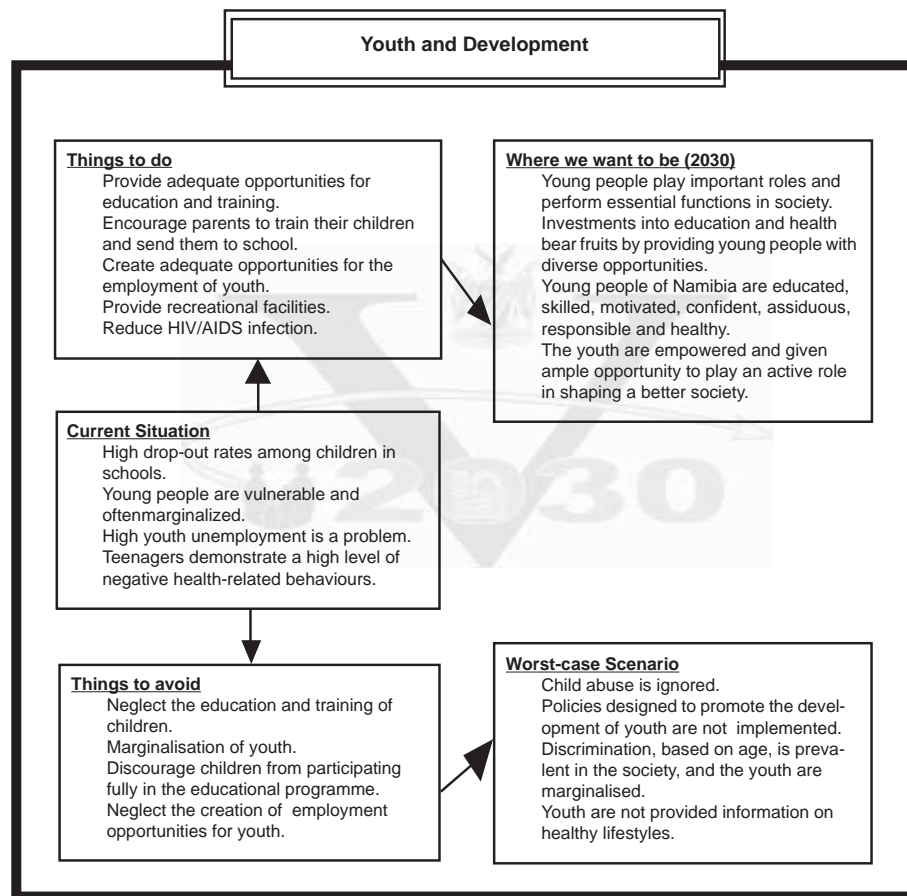 Youth and Development
Things to do
Provide adequate opportunities for
education and training.
Encourage parents to train their children
and send them to school.
Create adequate opportunities for the
employment of youth.
Provide recreational facilities.
Reduce HIV/AIDS infection.
Where we want to be (2030)
Young people play important roles and
perform essential functions in society.
Investments into education and health
bear fruits by providing young people with
diverse opportunities.
Young people of Namibia are educated,
skilled, motivated, confident, assiduous,
responsible and healthy.
The youth are empowered and given
ample opportunity to play an active role
in shaping a better society.
Current Situation
High drop-out rates among children in
schools.
Young people are vulnerable and
oftenmarginalized.
High youth unemployment is a problem.
Teenagers demonstrate a high level of
negative health-related behaviours.
V
2030
Things to avoid
Neglect the education and training of
children.
Marginalisation of youth.
Discourage children from participating
fully in the educational programme.
Neglect the creation of employment
opportunities for youth.
Worst-case Scenario
Child abuse is ignored.
Policies designed to promote the devel-
opment of youth are not implemented.
Discrimination, based on age, is preva-
lent in the society, and the youth are
marginalised.
Youth are not provided information on
healthy lifestyles.